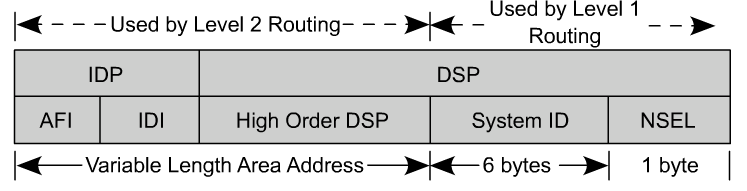 Used by Level 2 Routing
Used by Level 1
Routing
IDP DSP
AFI IDI High Order DSP System ID NSEL
Variable Length Area Address 6 bytes 1 byte